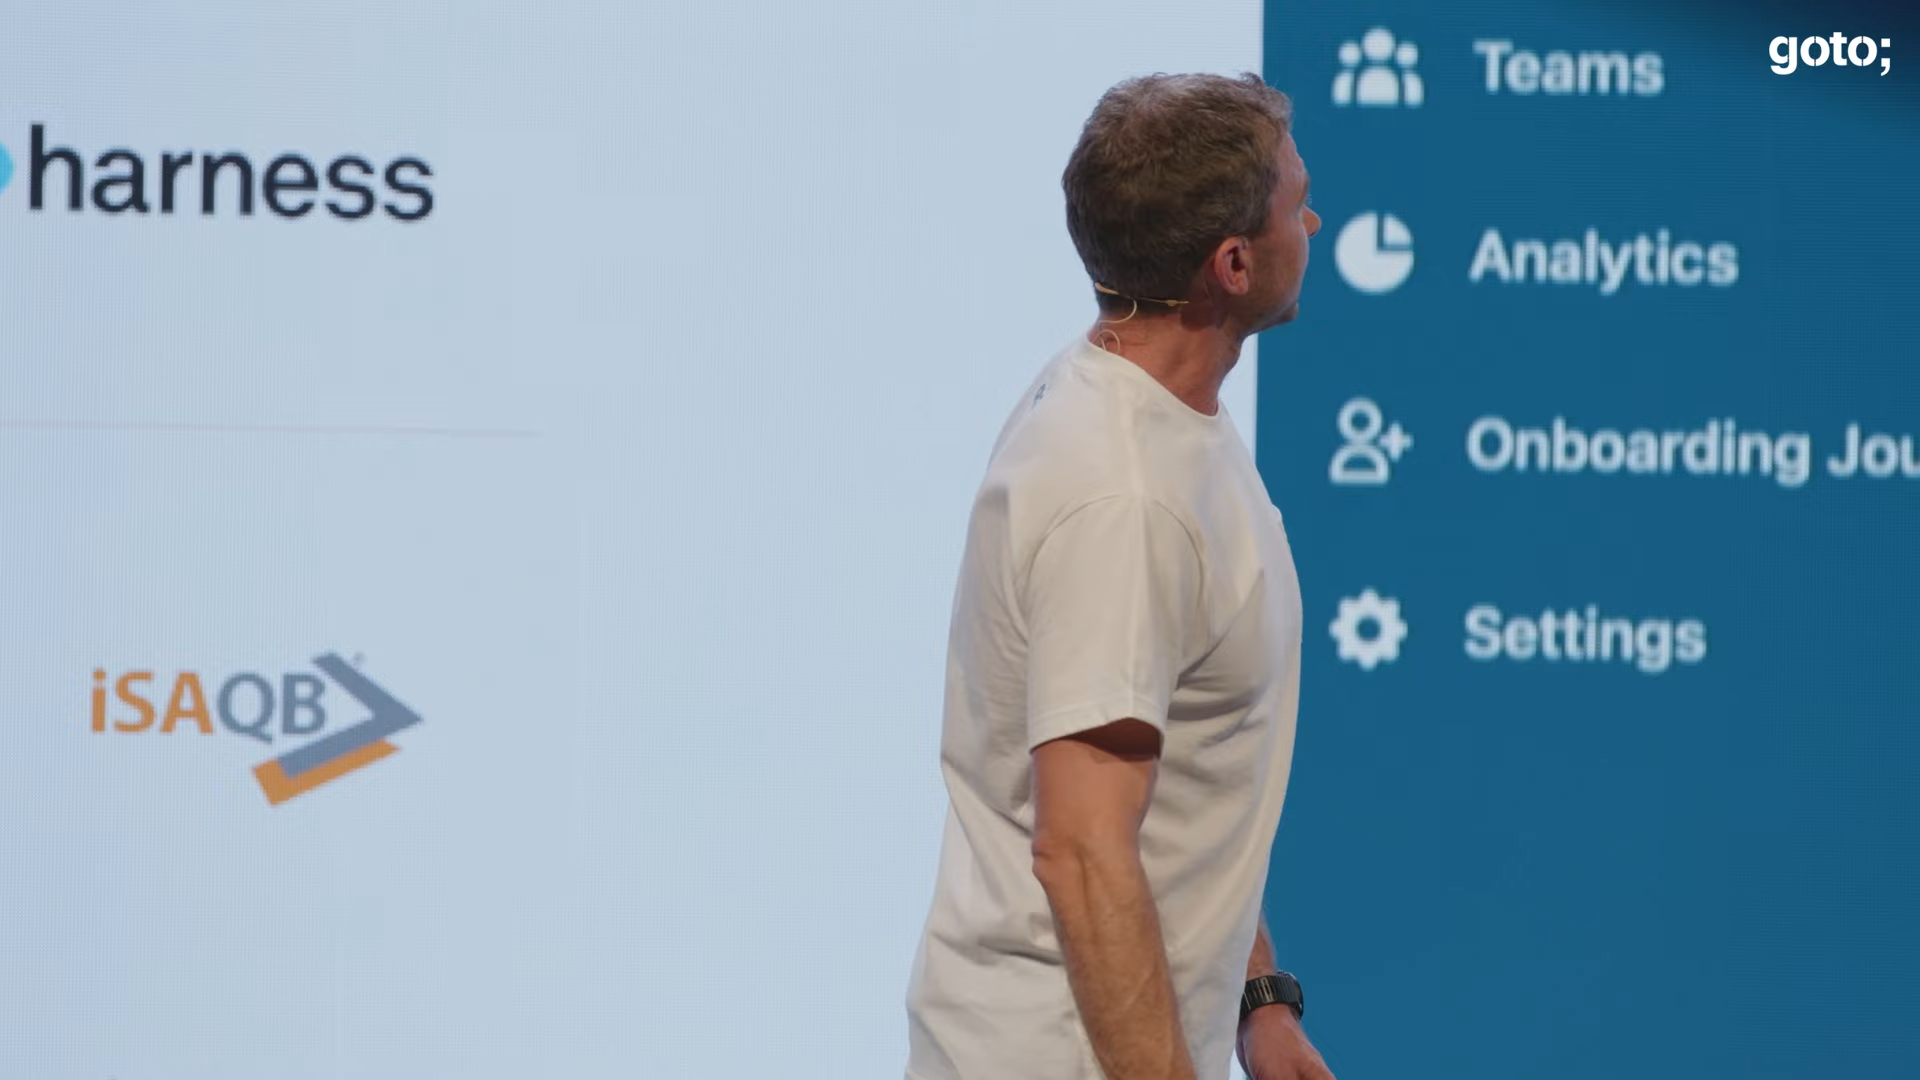 goto;
harness
iSAQB
Teams
Analytics
Onboarding Jou
Settings